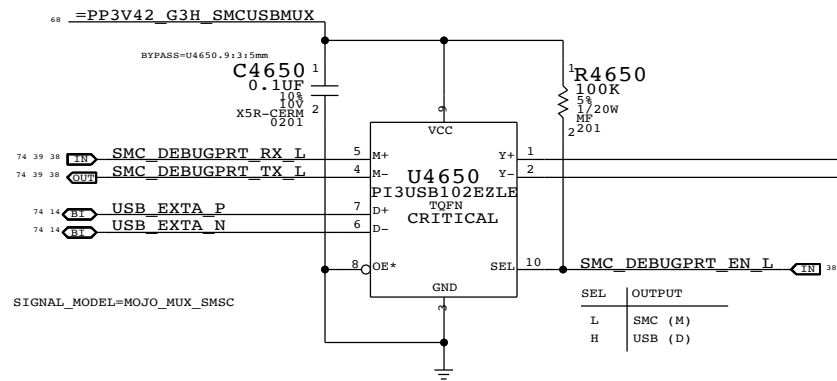 68 =PP3V42_G3H_SMCUSBMUX
BYPASS=U4650.9:3:5mm
C4650 1
0.1UF
10%
10V
X5R-CERM 2
0201
1 R4650
100K
5%
1/20W
MF
2 201
9
VCC
74 39 38 IN SMC_DEBUGPRT_RX_L 5 M+ Y+ 1
74 39 38 OUT SMC_DEBUGPRT_TX_L 4 M- Y- 2
U4650
PI3USB102EZLE
TQFN
CRITICAL
74 14 BI USB_EXTA_P 7 D+
74 14 BI USB_EXTA_N 6 D-
8 OE* SEL 10 SMC_DEBUGPRT_EN_L IN 38
GND
3
SIGNAL_MODEL=MOJO_MUX_SMSC
SEL OUTPUT
L SMC (M)
H USB (D)